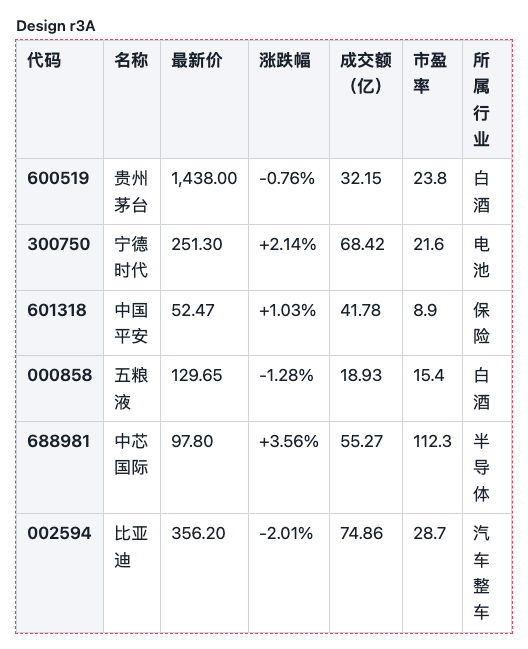 Design r3A
代码 名称 最新价 涨跌幅 成交额 市盈 所
（亿） 率 属
行
业
600519 贵州 1,438.00 -0.76% 32.15 23.8 白
茅台 酒
300750 宁德 251.30 +2.14% 68.42 21.6 电
时代 池
601318 中国 52.47 +1.03% 41.78 8.9 保
平安 险
000858 五粮 129.65 -1.28% 18.93 15.4 白
液 酒
688981 中芯 97.80 +3.56% 55.27 112.3 半
国际 导
体
002594 比亚 356.20 -2.01% 74.86 28.7 汽
迪 车
整
车